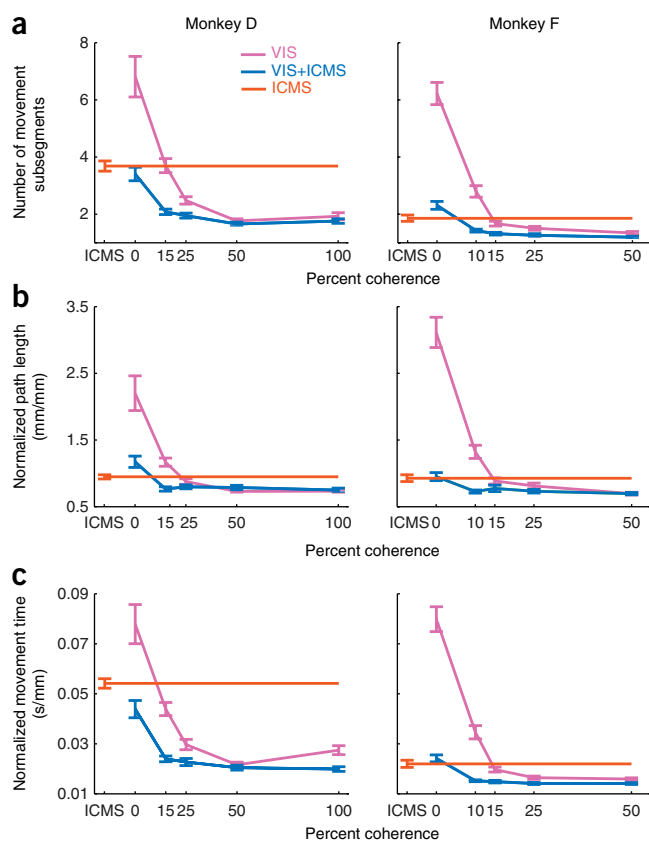 a
Monkey D
Monkey F
VIS
VIS+ICMS
ICMS
Number of movement
subsegments
8
6
4
2
ICMS 0 15 25 50 100
ICMS 0 10 15 25 50
Percent coherence
b
Normalized path length
(mm/mm)
3.5
2.5
1.5
0.5
ICMS 0 15 25 50 100
ICMS 0 10 15 25 50
Percent coherence
c
Normalized movement time
(s/mm)
0.09
0.07
0.05
0.03
0.01
ICMS 0 15 25 50 100
ICMS 0 10 15 25 50
Percent coherence